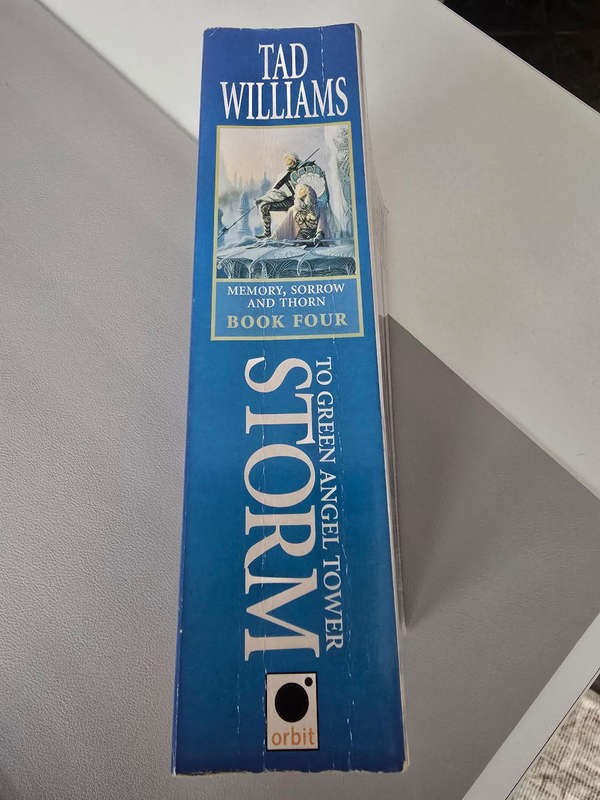 TAD
WILLIAMS
MEMORY, SORROW
AND THORN
BOOK FOUR
TO GREEN ANGEL TOWER
STORM
orbit